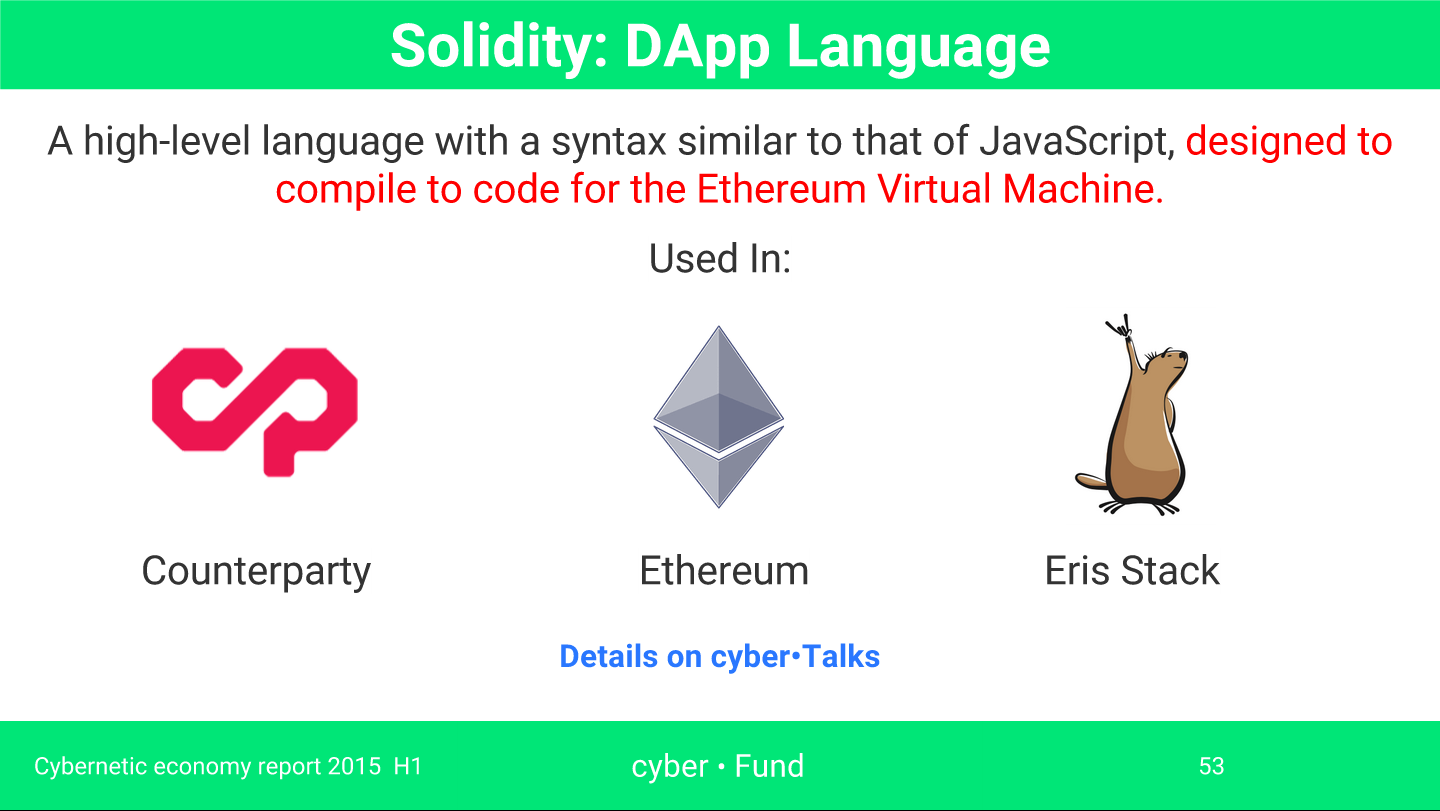 Solidity: DApp Language
A high-level language with a syntax similar to that of JavaScript, designed to
compile to code for the Ethereum Virtual Machine.
Used In:
Counterparty
Ethereum
Eris Stack
Details on cyber•Talks
Cybernetic economy report 2015 H1
cyber • Fund
53